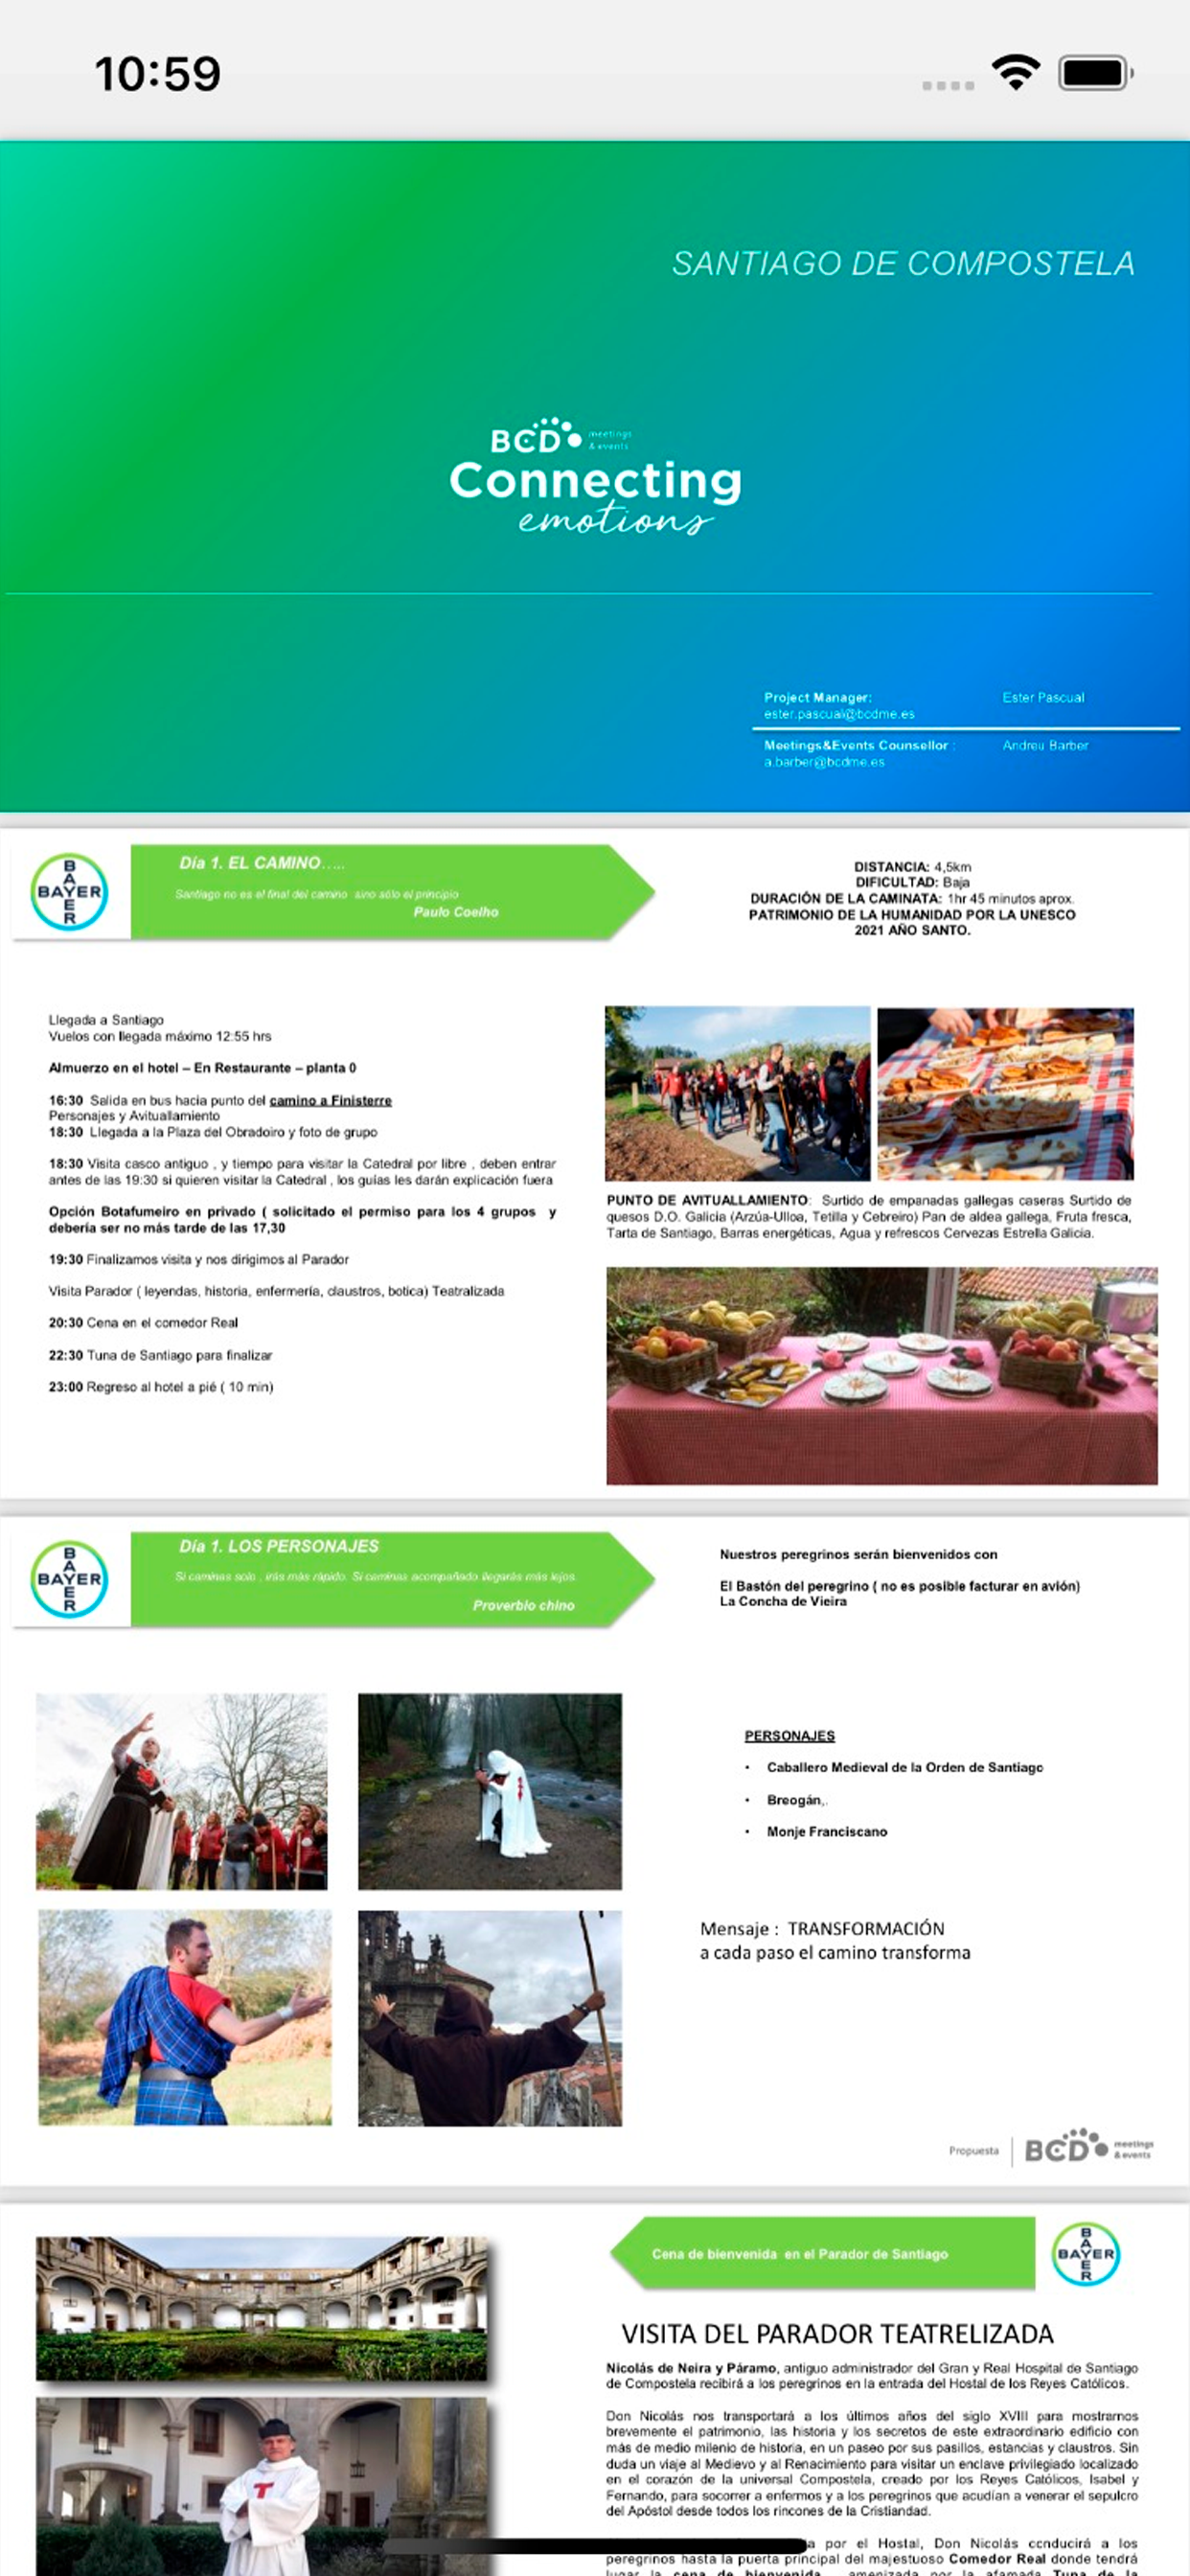 10:59
SANTIAGO DE COMPOSTELA
BCD meetings
& events
Connecting
emotions
Project Manager: Ester Pascual
ester.pascual@bcdme.es
Meetings&Events Counsellor : Andreu Barber
a.barber@bcdme.es
BAYER
BAYER
Día 1. EL CAMINO.....
Santiago no es el final del camino sino sólo el principio
Paulo Coelho
DISTANCIA: 4,5km
DIFICULTAD: Baja
DURACIÓN DE LA CAMINATA: 1hr 45 minutos aprox.
PATRIMONIO DE LA HUMANIDAD POR LA UNESCO
2021 AÑO SANTO.
Llegada a Santiago
Vuelos con llegada máximo 12:55 hrs
Almuerzo en el hotel – En Restaurante – planta 0
16:30 Salida en bus hacia punto del camino a Finisterre
Personajes y Avituallamiento
18:30 Llegada a la Plaza del Obradoiro y foto de grupo
18:30 Visita casco antiguo , y tiempo para visitar la Catedral por libre , deben entrar
antes de las 19:30 si quieren visitar la Catedral , los guías les darán explicación fuera
Opción Botafumeiro en privado ( solicitado el permiso para los 4 grupos y
debería ser no más tarde de las 17,30
19:30 Finalizamos visita y nos dirigimos al Parador
Visita Parador ( leyendas, historia, enfermería, claustros, botica) Teatralizada
20:30 Cena en el comedor Real
22:30 Tuna de Santiago para finalizar
23:00 Regreso al hotel a pié ( 10 min)
PUNTO DE AVITUALLAMIENTO: Surtido de empanadas gallegas caseras Surtido de
quesos D.O. Galicia (Arzúa-Ulloa, Tetilla y Cebreiro) Pan de aldea gallega, Fruta fresca,
Tarta de Santiago, Barras energéticas, Agua y refrescos Cervezas Estrella Galicia.
BAYER
BAYER
Día 1. LOS PERSONAJES
Si caminas solo , irás más rápido. Si caminas acompañado llegarás más lejos.
Proverbio chino
Nuestros peregrinos serán bienvenidos con
El Bastón del peregrino ( no es posible facturar en avión)
La Concha de Vieira
PERSONAJES
• Caballero Medieval de la Orden de Santiago
• Breogán,.
• Monje Franciscano
Mensaje : TRANSFORMACIÓN
a cada paso el camino transforma
Propuesta
BCD meetings
& events
Cena de bienvenida en el Parador de Santiago
BAYER
BAYER
VISITA DEL PARADOR TEATRELIZADA
Nicolás de Neira y Páramo, antiguo administrador del Gran y Real Hospital de Santiago
de Compostela recibirá a los peregrinos en la entrada del Hostal de los Reyes Católicos.
Don Nicolás nos transportará a los últimos años del siglo XVIII para mostrarnos
brevemente el patrimonio, las historia y los secretos de este extraordinario edificio con
más de medio milenio de historia, en un paseo por sus pasillos, estancias y claustros. Sin
duda un viaje al Medievo y al Renacimiento para visitar un enclave privilegiado localizado
en el corazón de la universal Compostela, creado por los Reyes Católicos, Isabel y
Fernando, para socorrer a enfermos y a los peregrinos que acudían a venerar el sepulcro
del Apóstol desde todos los rincones de la Cristiandad.
por el Hostal, Don Nicolás conducirá a los
peregrinos hasta la puerta principal del majestuoso Comedor Real donde tendrá
lugar la cena de bienvenida amenizada por la afamada Tuna de la